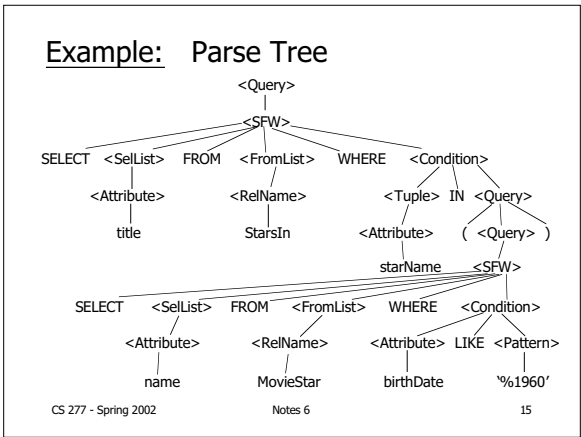 Example: Parse Tree
<Query>
<SFW>
SELECT <SelList> FROM <FromList> WHERE <Condition>
<Attribute> <RelName> <Tuple> IN <Query>
title StarsIn <Attribute> ( <Query> )
starName <SFW>
SELECT <SelList> FROM <FromList> WHERE <Condition>
<Attribute> <RelName> <Attribute> LIKE <Pattern>
name MovieStar birthDate ‘%1960’
CS 277 - Spring 2002 Notes 6 15